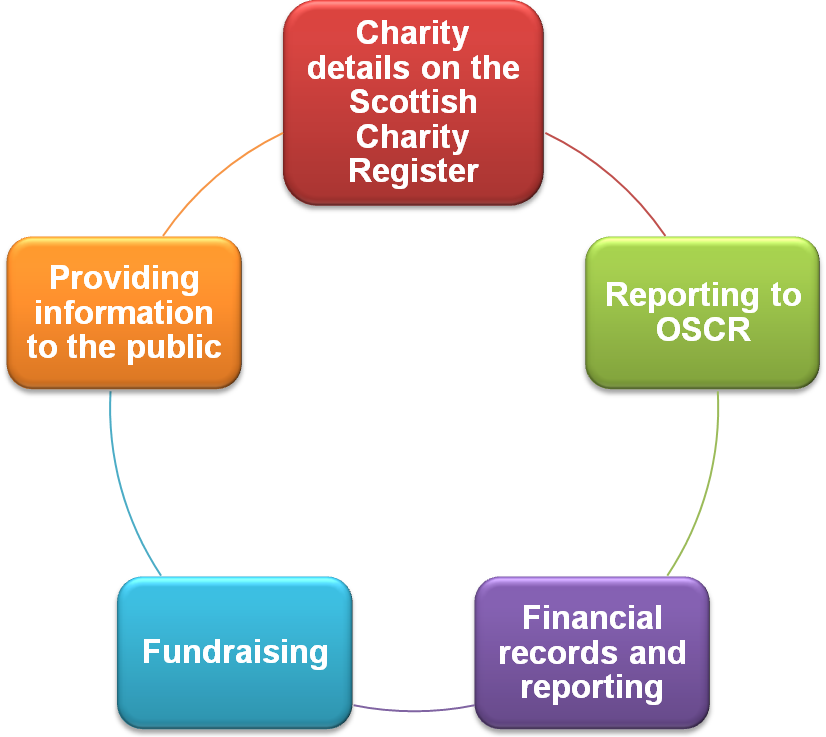 Charity
details on the
Scottish
Charity
Register
Reporting to
OSCR
Financial
records and
reporting
Fundraising
Providing
information
to the public